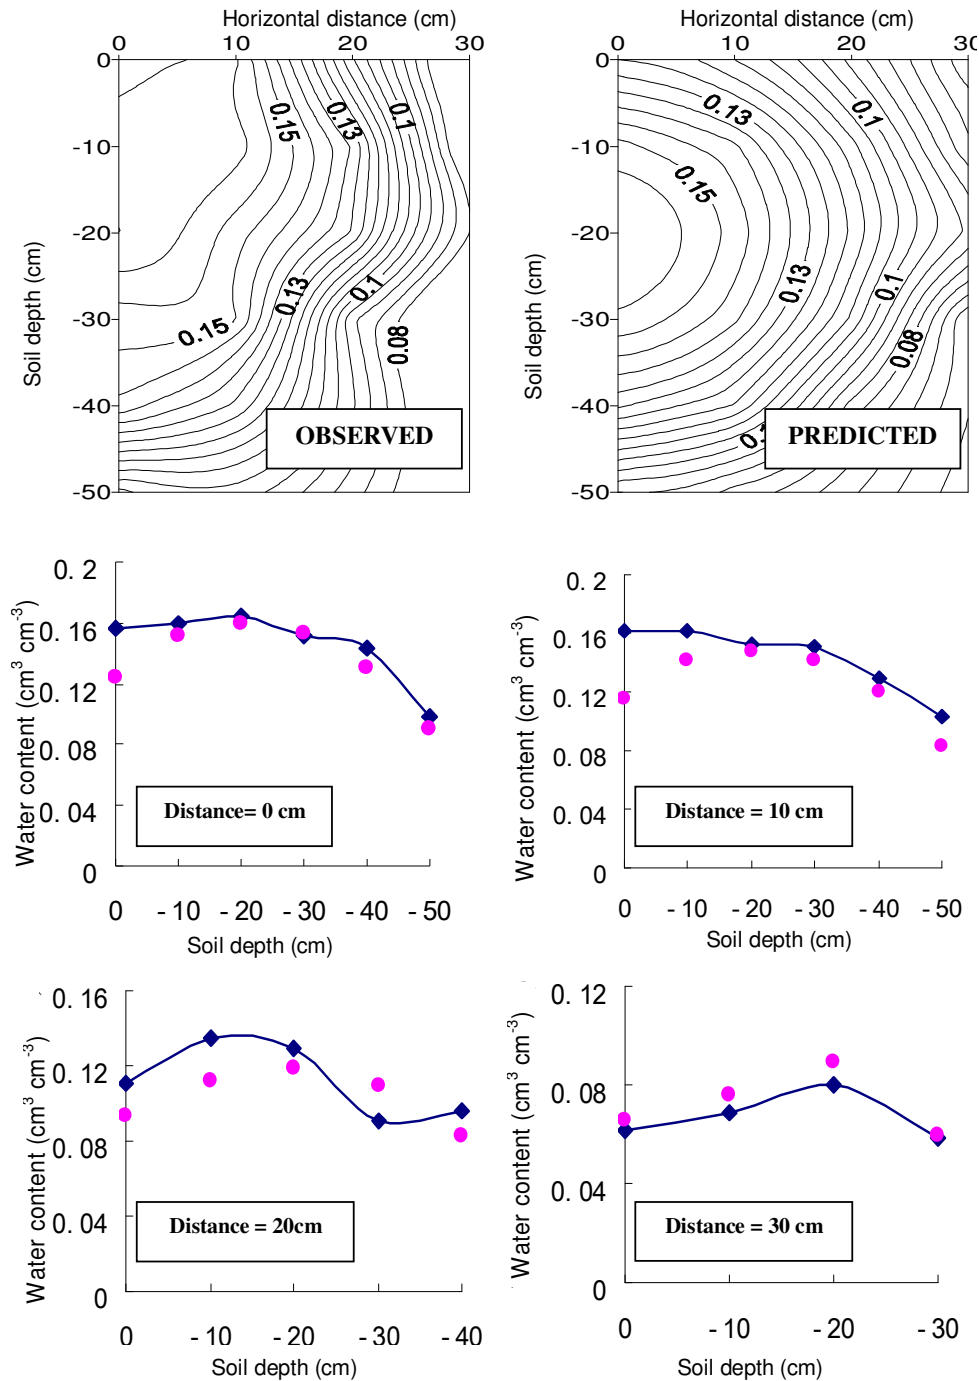 Horizontal distance (cm)
0 10 20 30
0
-10
-20
-30
-40
-50
Soil depth (cm)
0.15
0.13
0.1
0.15
0.13
0.1
0.08
OBSERVED
Horizontal distance (cm)
0 10 20 30
0
-10
-20
-30
-40
-50
Soil depth (cm)
0.13
0.1
0.15
0.13
0.1
0.08
PREDICTED
Water content (cm³ cm⁻³)
0. 2
0. 16
0. 12
0. 08
0. 04
0
Distance= 0 cm
0 - 10 - 20 - 30 - 40 - 50
Soil depth (cm)
Water content (cm³ cm⁻³)
0. 2
0. 16
0. 12
0. 08
0. 04
0
Distance = 10 cm
0 - 10 - 20 - 30 - 40 - 50
Soil depth (cm)
Water content (cm³ cm⁻³)
0. 16
0. 12
0. 08
0. 04
0
Distance = 20cm
0 - 10 - 20 - 30 - 40
Soil depth (cm)
Water content (cm³ cm⁻³)
0. 12
0. 08
0. 04
0
Distance = 30 cm
0 - 10 - 20 - 30
Soil depth (cm)